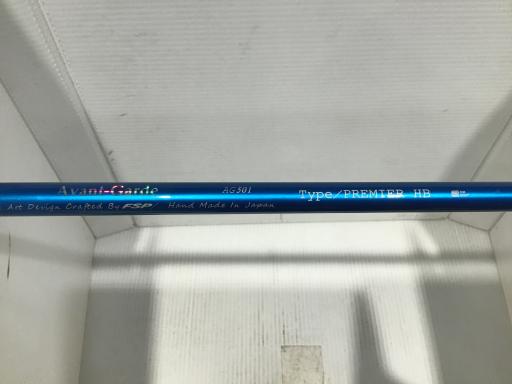 Avant-Garde AG501 Type/PREMIER HB
Art Design Crafted By FSP Hand Made In Japan